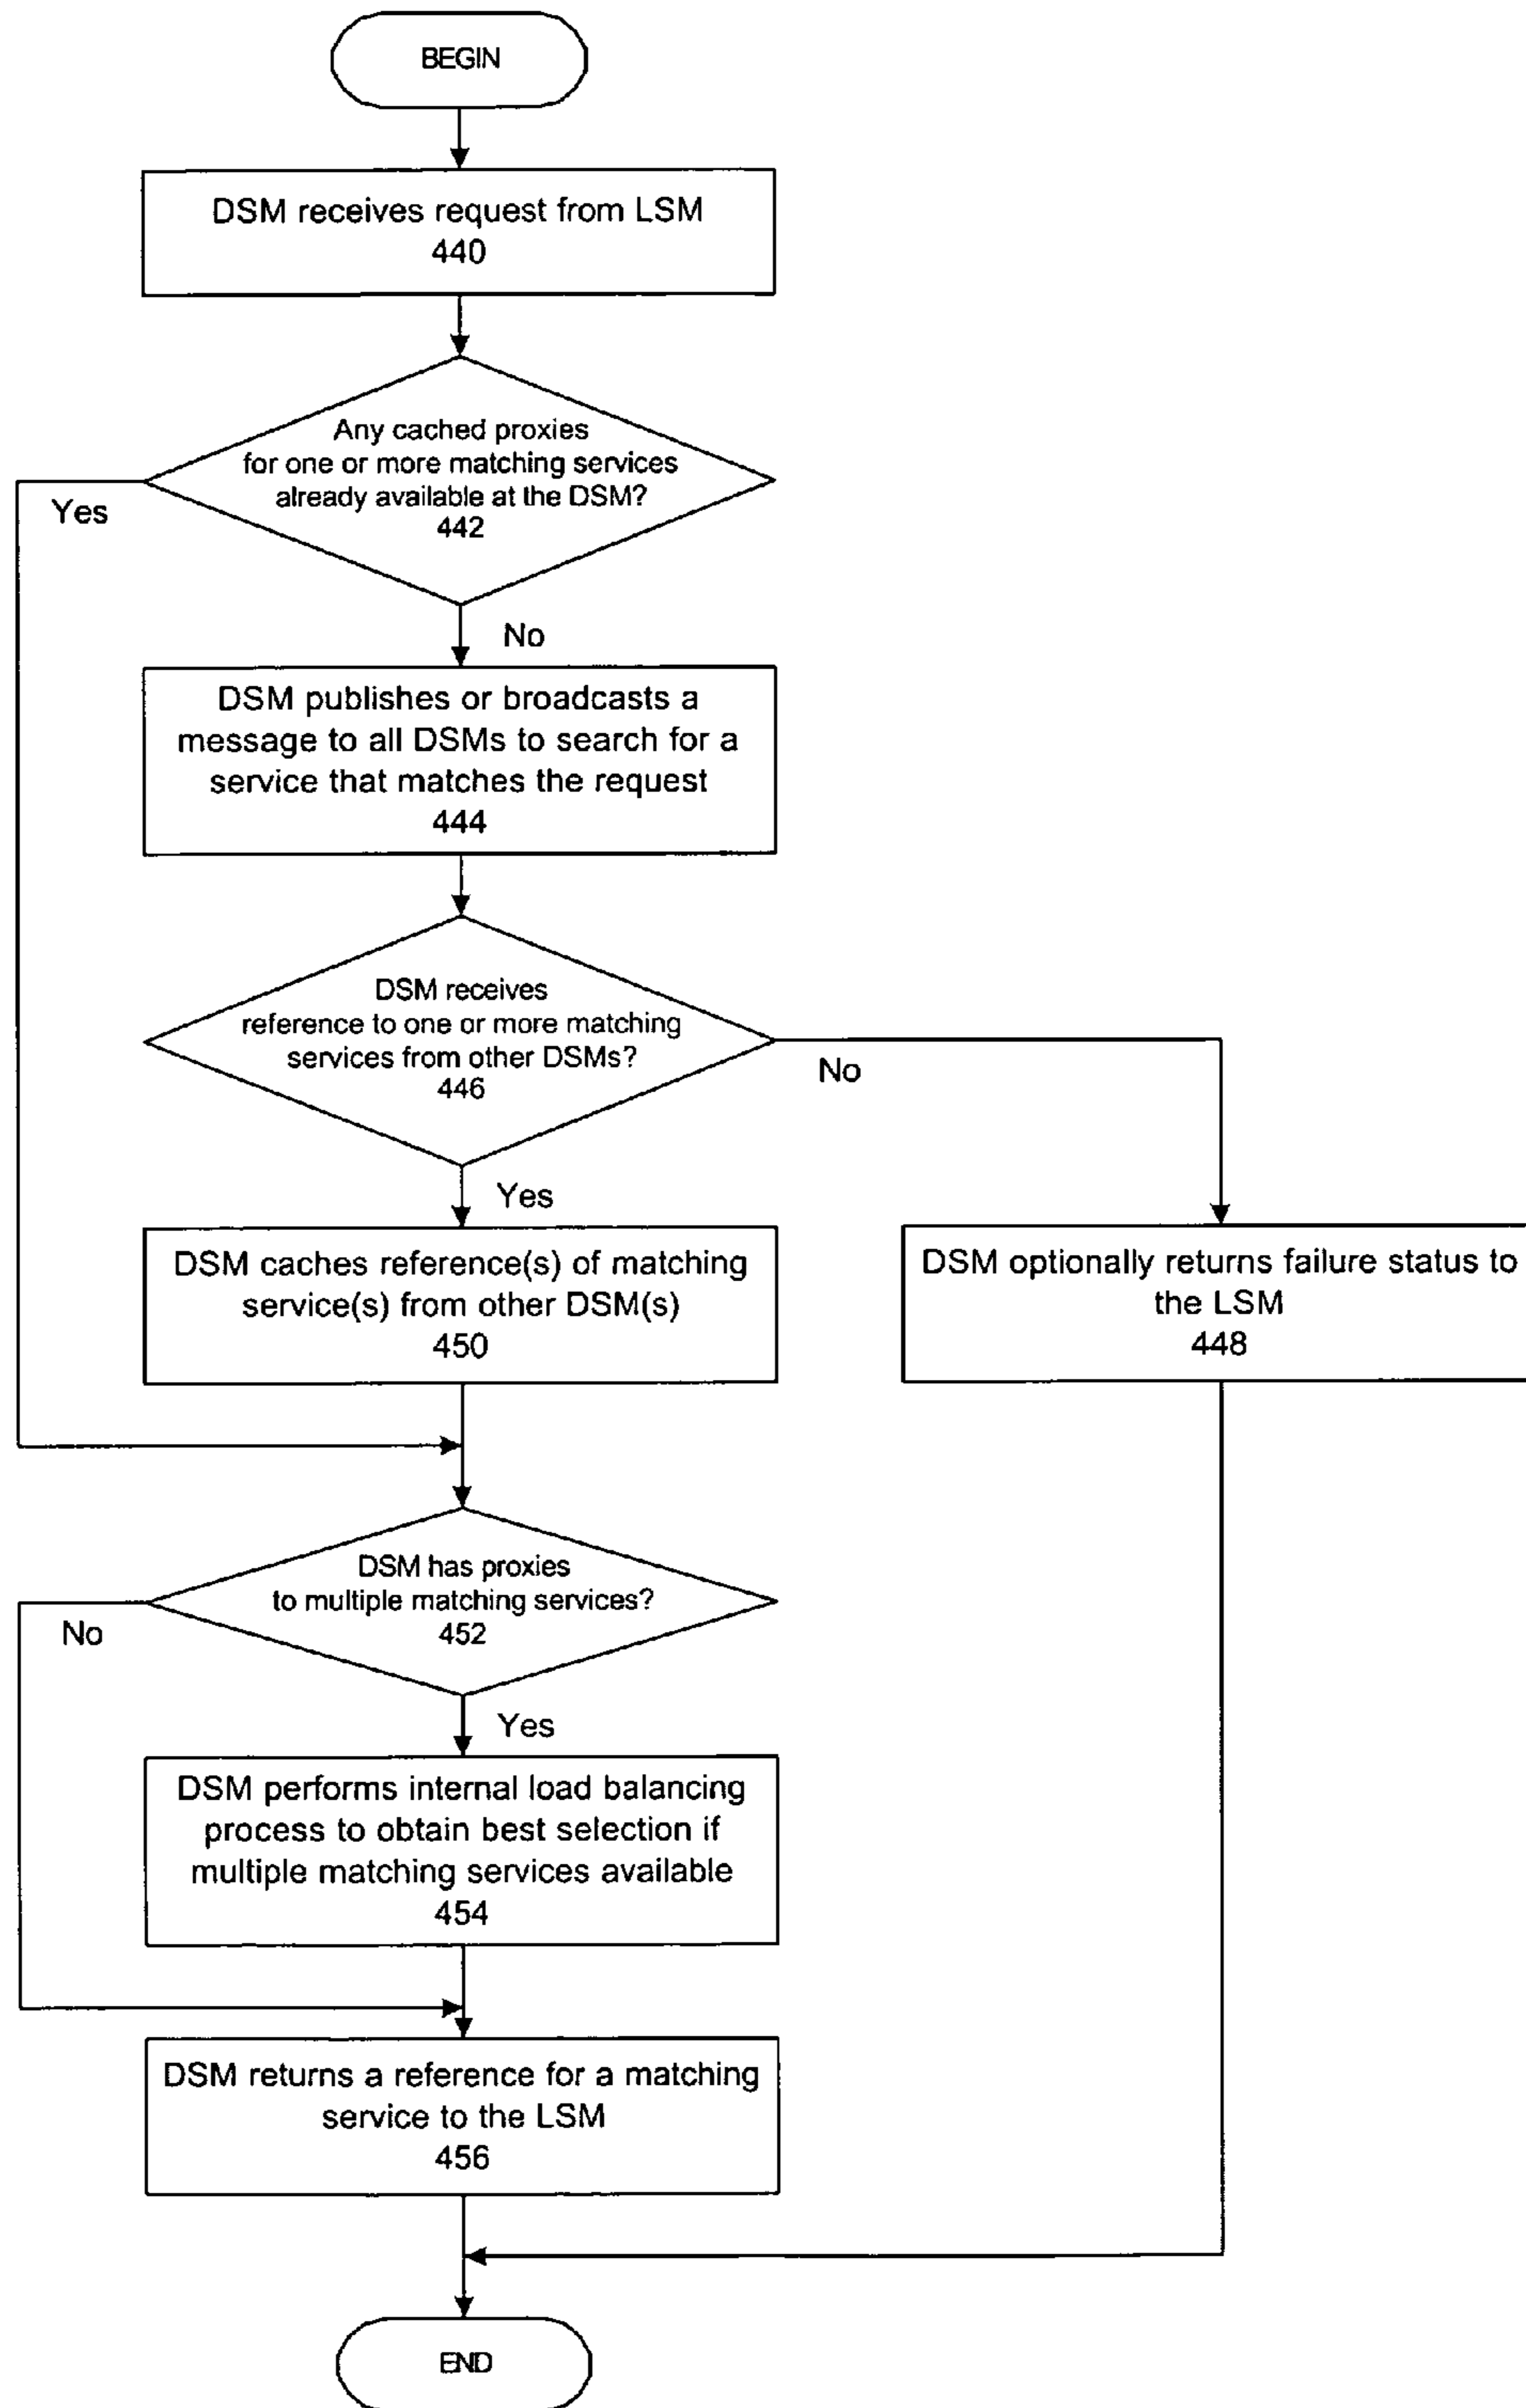 BEGIN
DSM receives request from LSM
440
Any cached proxies
for one or more matching services
already available at the DSM?
442
Yes
No
DSM publishes or broadcasts a
message to all DSMs to search for a
service that matches the request
444
DSM receives
reference to one or more matching
services from other DSMs?
446
No
Yes
DSM caches reference(s) of matching
service(s) from other DSM(s)
450
DSM optionally returns failure status to
the LSM
448
DSM has proxies
to multiple matching services?
452
No
Yes
DSM performs internal load balancing
process to obtain best selection if
multiple matching services available
454
DSM returns a reference for a matching
service to the LSM
456
END